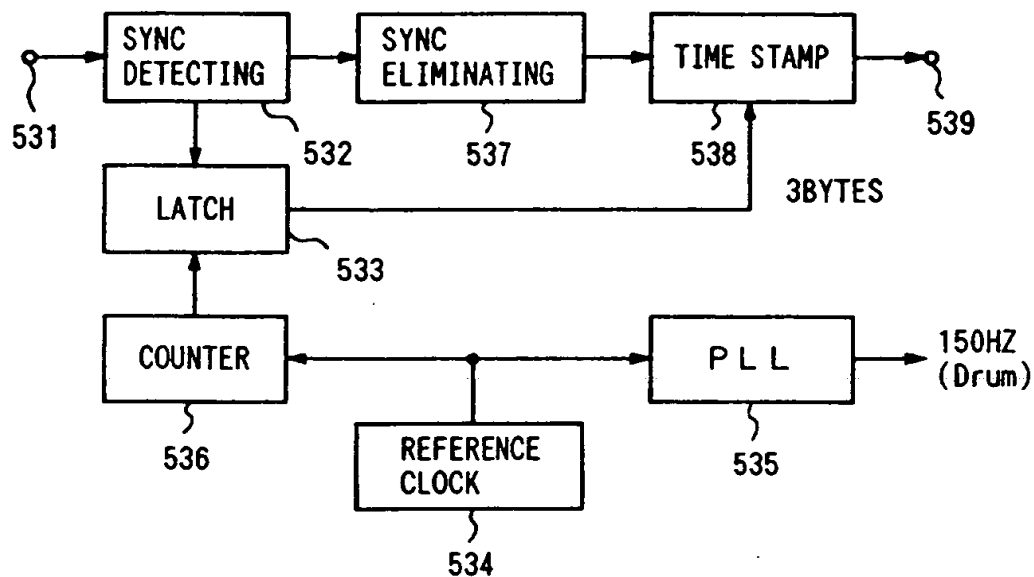 SYNC
DETECTING
SYNC
ELIMINATING
TIME STAMP
531
532
537
538
539
LATCH
3BYTES
533
COUNTER
PLL
150HZ
(Drum)
536
REFERENCE
CLOCK
535
534